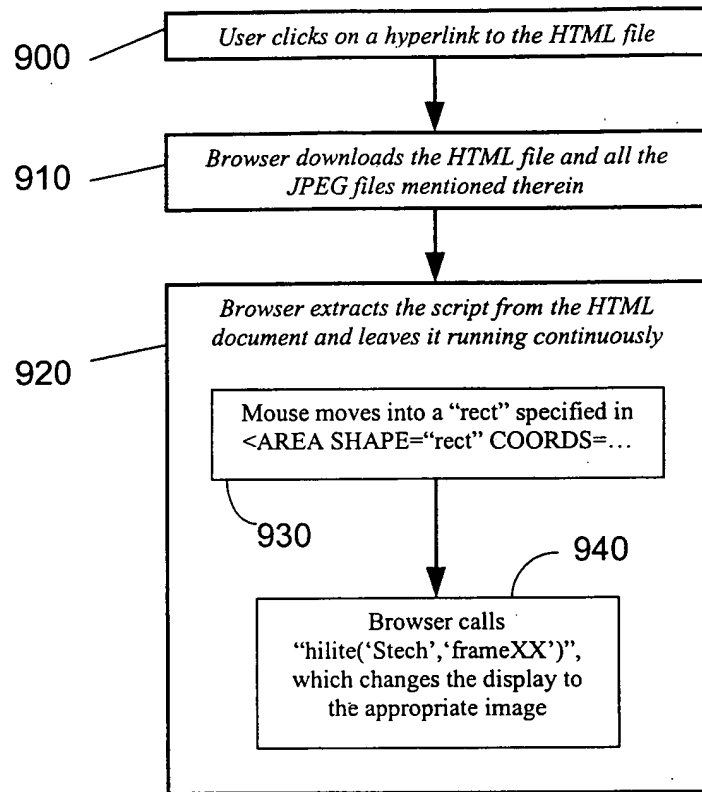 900
User clicks on a hyperlink to the HTML file
910
Browser downloads the HTML file and all the
JPEG files mentioned therein
920
Browser extracts the script from the HTML
document and leaves it running continuously
Mouse moves into a “rect” specified in
<AREA SHAPE=“rect” COORDS=…
930
940
Browser calls
“hilite(‘Stech’,‘frameXX’)”,
which changes the display to
the appropriate image